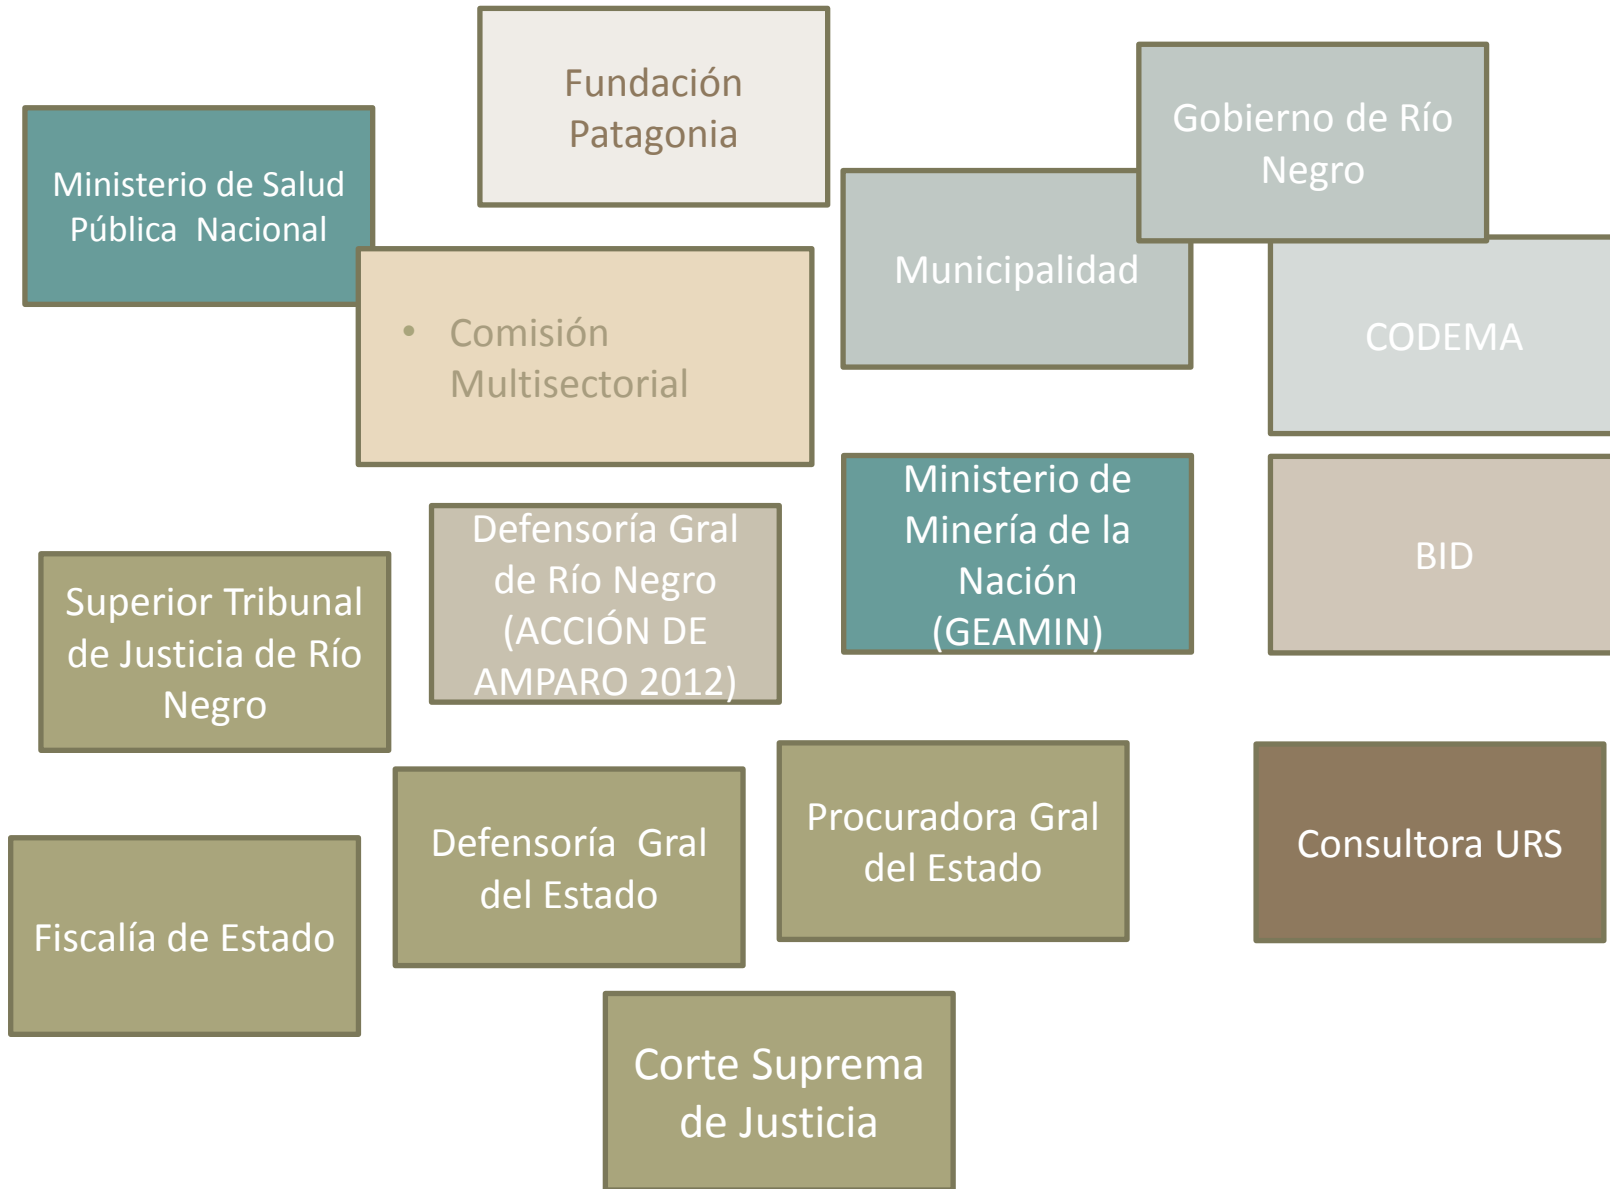 Fundación
Patagonia
Gobierno de Río
Negro
Ministerio de Salud
Pública  Nacional
Municipalidad
• Comisión
Multisectorial
CODEMA
Ministerio de
Minería de la
Nación
(GEAMIN)
Defensoría Gral
de Río Negro
(ACCIÓN DE
AMPARO 2012)
BID
Superior Tribunal
de Justicia de Río
Negro
Procuradora Gral
del Estado
Defensoría  Gral
del Estado
Consultora URS
Fiscalía de Estado
Corte Suprema
de Justicia